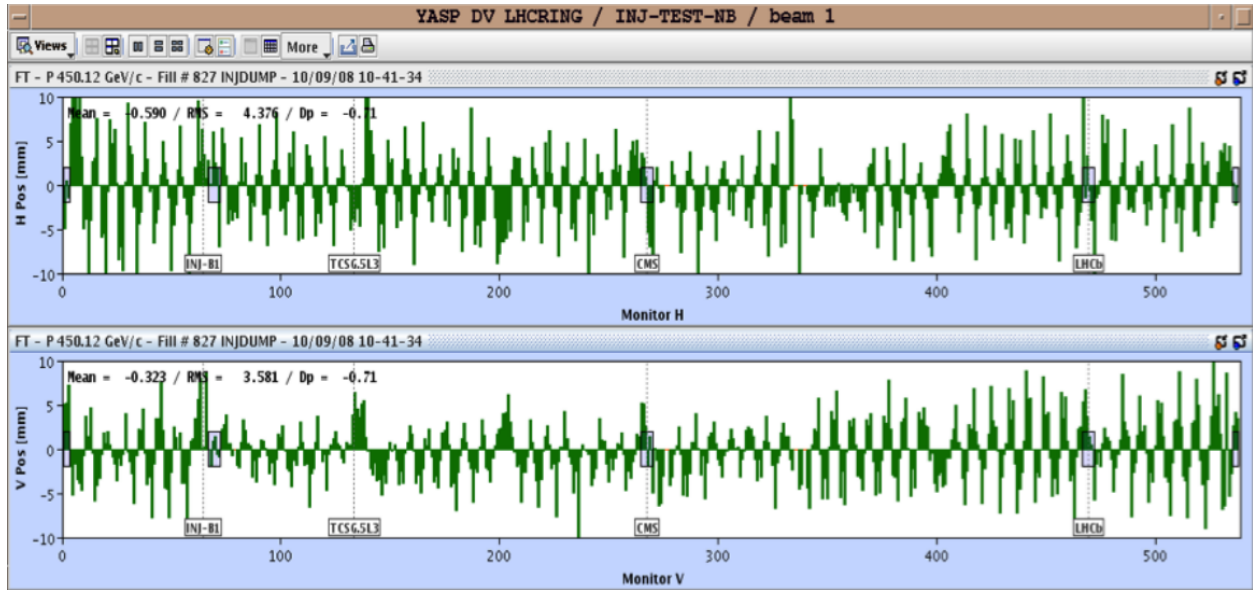 YASP DV LHCRING / INJ-TEST-NB / beam 1
Views More
FT - P 450.12 GeV/c - Fill # 827 INJDUMP - 10/09/08 10-41-34
Mean = -0.590 / RMS = 4.376 / Dp = -0.71
H Pos [mm]
10
5
0
-5
-10
INJ-B1 TCSG.5L3 CMS LHCb
0 100 200 300 400 500
Monitor H
FT - P 450.12 GeV/c - Fill # 827 INJDUMP - 10/09/08 10-41-34
Mean = -0.323 / RMS = 3.581 / Dp = -0.71
V Pos [mm]
10
5
0
-5
-10
INJ-B1 TCSG.5L3 CMS LHCb
0 100 200 300 400 500
Monitor V